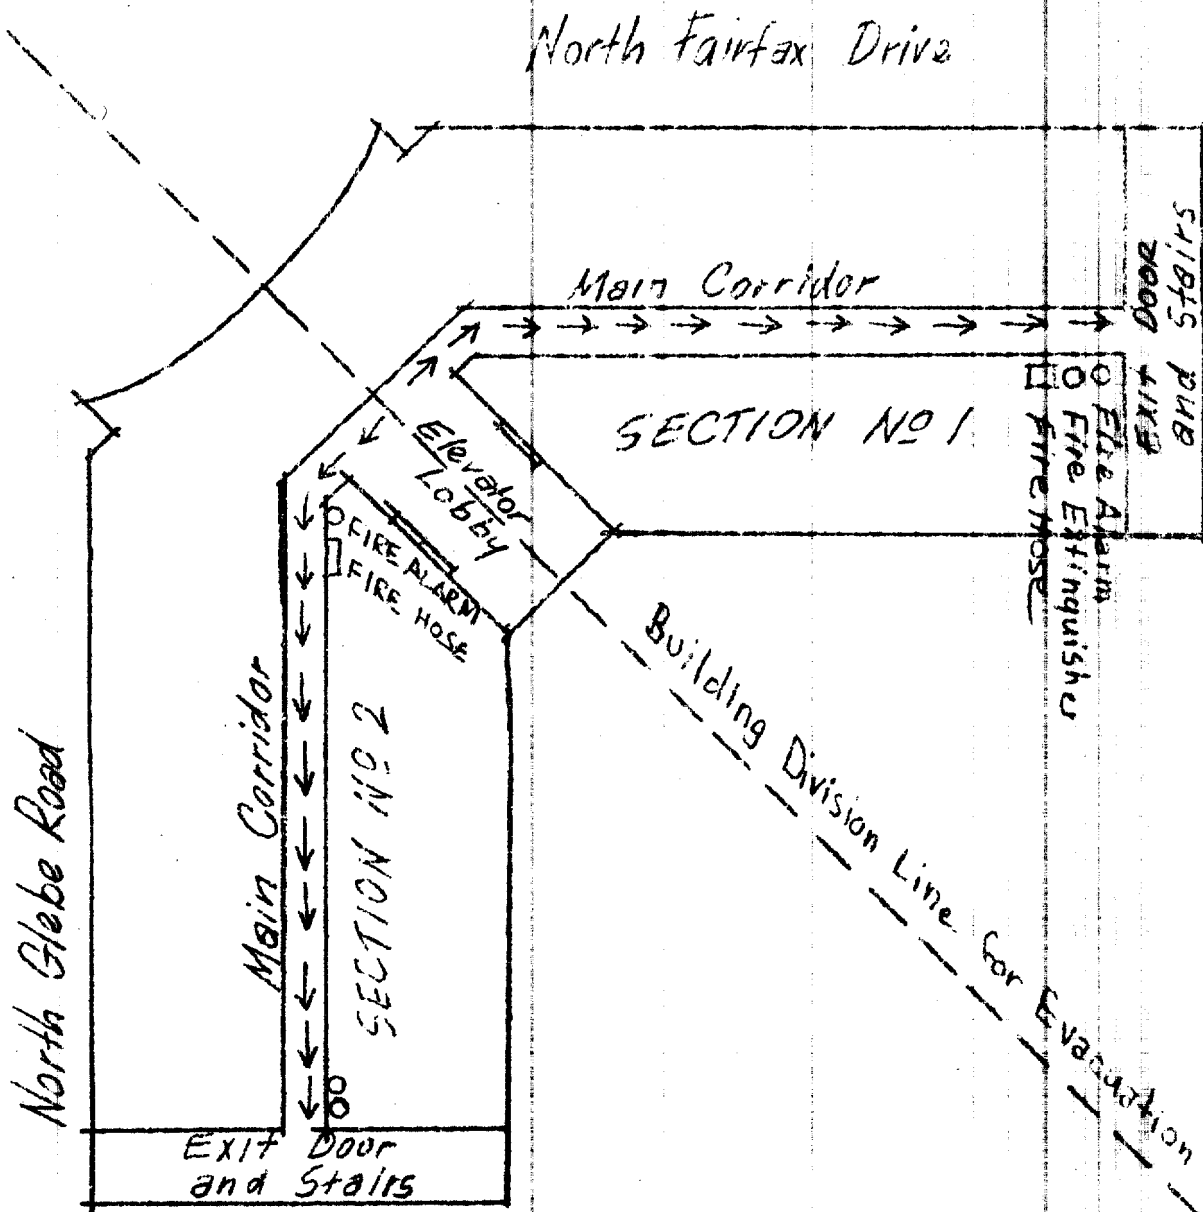 North Fairfax Drive
Main Corridor
EXIT DOOR
and Stairs
SECTION Nº 1
Fire Alarm
Fire Extinquisher
Fire Hose
Elevator
Lobby
FIRE ALARM
FIRE HOSE
Building Division Line for Evacuation
Main Corridor
SECTION Nº 2
North Glebe Road
Exit Door
and Stairs